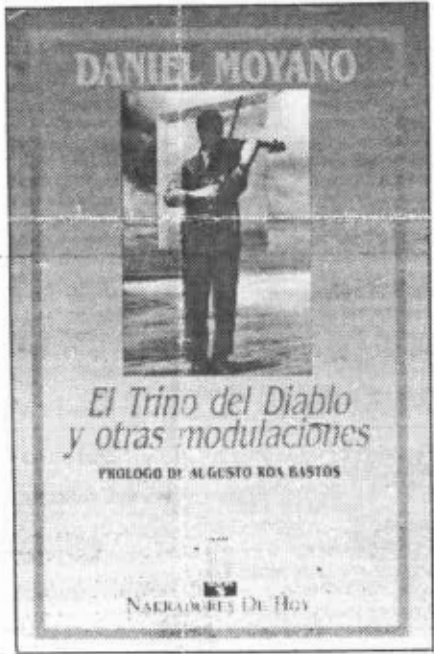 DANIEL MOYANO
El Trino del Diablo
y otras modulaciones
PROLOGO DE AUGUSTO ROA BASTOS
NARRADORES DE HOY